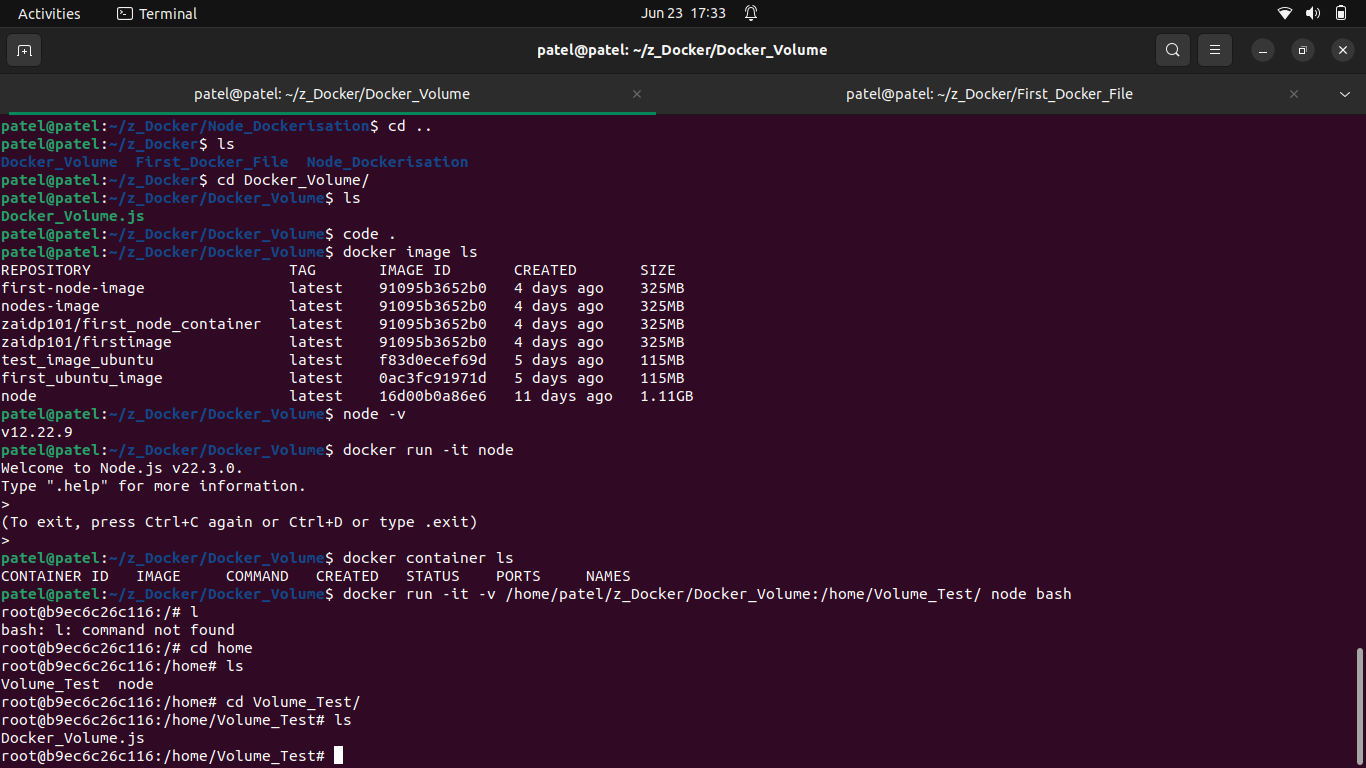 Activities Terminal Jun 23 17:33
patel@patel: ~/z_Docker/Docker_Volume
patel@patel: ~/z_Docker/Docker_Volume patel@patel: ~/z_Docker/First_Docker_File
patel@patel:~/z_Docker/Node_Dockerisation$ cd ..
patel@patel:~/z_Docker$ ls
Docker_Volume  First_Docker_File  Node_Dockerisation
patel@patel:~/z_Docker$ cd Docker_Volume/
patel@patel:~/z_Docker/Docker_Volume$ ls
Docker_Volume.js
patel@patel:~/z_Docker/Docker_Volume$ code .
patel@patel:~/z_Docker/Docker_Volume$ docker image ls
REPOSITORY                      TAG       IMAGE ID       CREATED       SIZE
first-node-image                latest    91095b3652b0   4 days ago    325MB
nodes-image                     latest    91095b3652b0   4 days ago    325MB
zaidp101/first_node_container   latest    91095b3652b0   4 days ago    325MB
zaidp101/firstimage             latest    91095b3652b0   4 days ago    325MB
test_image_ubuntu               latest    f83d0ecef69d   5 days ago    115MB
first_ubuntu_image              latest    0ac3fc91971d   5 days ago    115MB
node                            latest    16d00b0a86e6   11 days ago   1.11GB
patel@patel:~/z_Docker/Docker_Volume$ node -v
v12.22.9
patel@patel:~/z_Docker/Docker_Volume$ docker run -it node
Welcome to Node.js v22.3.0.
Type ".help" for more information.
>
(To exit, press Ctrl+C again or Ctrl+D or type .exit)
>
patel@patel:~/z_Docker/Docker_Volume$ docker container ls
CONTAINER ID   IMAGE     COMMAND   CREATED   STATUS    PORTS     NAMES
patel@patel:~/z_Docker/Docker_Volume$ docker run -it -v /home/patel/z_Docker/Docker_Volume:/home/Volume_Test/ node bash
root@b9ec6c26c116:/# l
bash: l: command not found
root@b9ec6c26c116:/# cd home
root@b9ec6c26c116:/home# ls
Volume_Test  node
root@b9ec6c26c116:/home# cd Volume_Test/
root@b9ec6c26c116:/home/Volume_Test# ls
Docker_Volume.js
root@b9ec6c26c116:/home/Volume_Test#